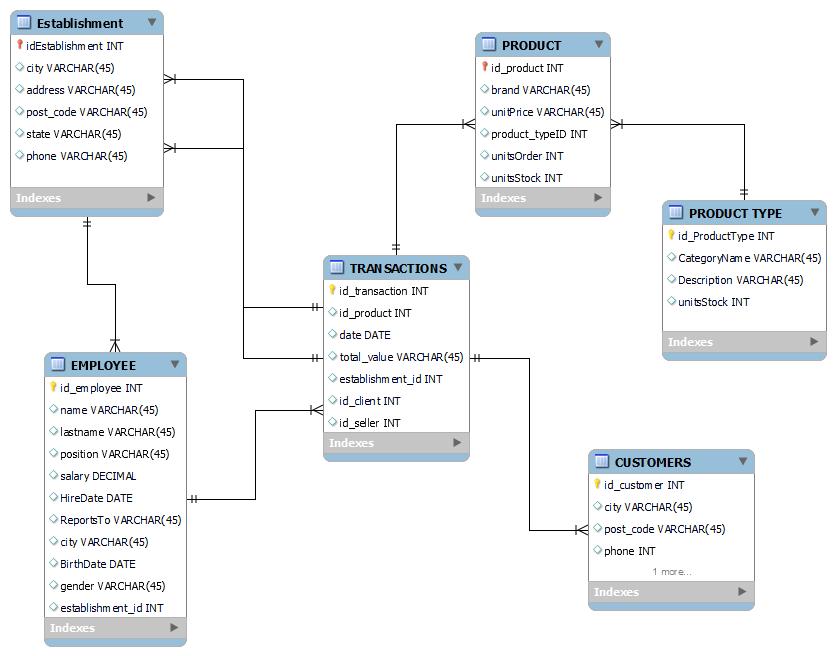 Establishment
idEstablishment INT
city VARCHAR(45)
address VARCHAR(45)
post_code VARCHAR(45)
state VARCHAR(45)
phone VARCHAR(45)
Indexes
PRODUCT
id_product INT
brand VARCHAR(45)
unitPrice VARCHAR(45)
product_typeID INT
unitsOrder INT
unitsStock INT
Indexes
PRODUCT TYPE
id_ProductType INT
CategoryName VARCHAR(45)
Description VARCHAR(45)
unitsStock INT
Indexes
TRANSACTIONS
id_transaction INT
id_product INT
date DATE
total_value VARCHAR(45)
establishment_id INT
id_client INT
id_seller INT
Indexes
EMPLOYEE
id_employee INT
name VARCHAR(45)
lastname VARCHAR(45)
position VARCHAR(45)
salary DECIMAL
HireDate DATE
ReportsTo VARCHAR(45)
city VARCHAR(45)
BirthDate DATE
gender VARCHAR(45)
establishment_id INT
Indexes
CUSTOMERS
id_customer INT
city VARCHAR(45)
post_code VARCHAR(45)
phone INT
1 more...
Indexes